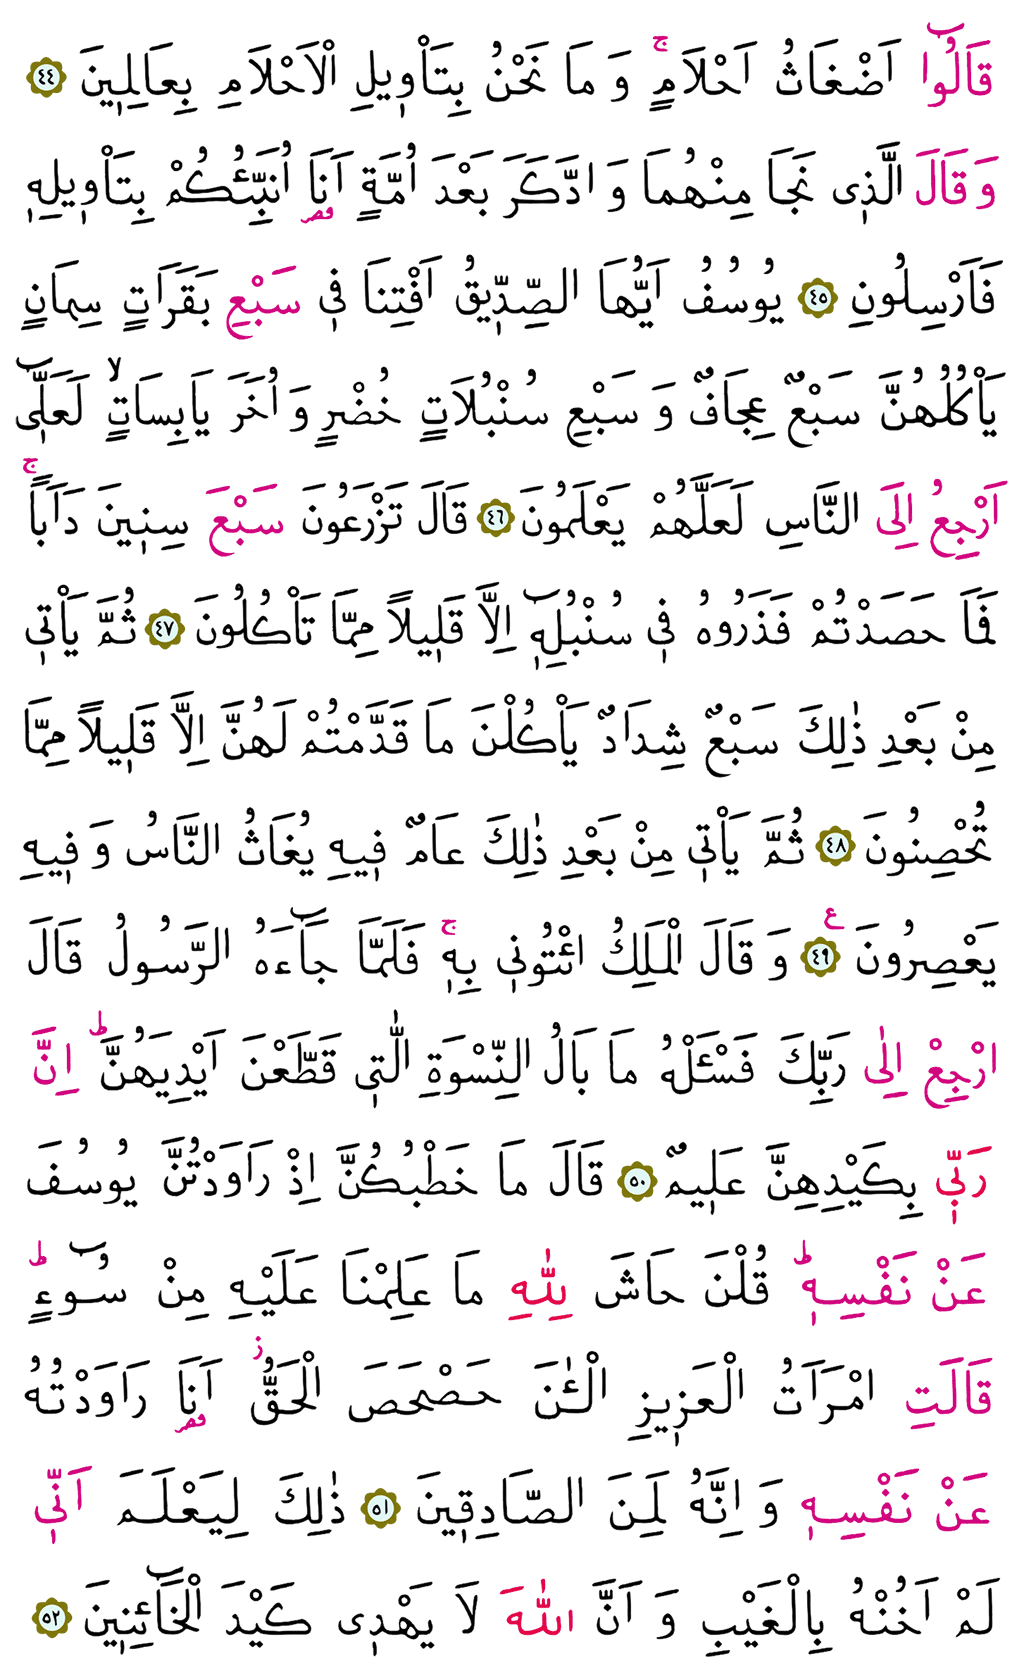 قَالُٓوا اَضْغَاثُ اَحْلَامٍۚ وَمَا نَحْنُ بِتَأْو۪يلِ الْاَحْلَامِ بِعَالِم۪ينَ ﴿٤٤﴾
وَقَالَ الَّذ۪ي نَجَا مِنْهُمَا وَادَّكَرَ بَعْدَ اُمَّةٍ اَنَا۬ اُنَبِّئُكُمْ بِتَأْو۪يلِه۪
فَاَرْسِلُونِ ﴿٤٥﴾ يُوسُفُ اَيُّهَا الصِّدّ۪يقُ اَفْتِنَا ف۪ي سَبْعِ بَقَرَاتٍ سِمَانٍ
يَأْكُلُهُنَّ سَبْعٌ عِجَافٌ وَسَبْعِ سُنْبُلَاتٍ خُضْرٍ وَاُخَرَ يَابِسَاتٍۙ لَعَلّ۪ٓي
اَرْجِعُ اِلَى النَّاسِ لَعَلَّهُمْ يَعْلَمُونَ ﴿٤٦﴾ قَالَ تَزْرَعُونَ سَبْعَ سِن۪ينَ دَاَباًۚ
فَمَا حَصَدْتُمْ فَذَرُوهُ ف۪ي سُنْبُلِه۪ٓ اِلَّا قَل۪يلاً مِمَّا تَأْكُلُونَ ﴿٤٧﴾ ثُمَّ يَأْت۪ي
مِنْ بَعْدِ ذٰلِكَ سَبْعٌ شِدَادٌ يَأْكُلْنَ مَا قَدَّمْتُمْ لَهُنَّ اِلَّا قَل۪يلاً مِمَّا
تُحْصِنُونَ ﴿٤٨﴾ ثُمَّ يَأْت۪ي مِنْ بَعْدِ ذٰلِكَ عَامٌ ف۪يهِ يُغَاثُ النَّاسُ وَف۪يهِ
يَعْصِرُونَ ﴿٤٩﴾ ع وَقَالَ الْمَلِكُ ائْتُون۪ي بِه۪ۚ فَلَمَّا جَٓاءَهُ الرَّسُولُ قَالَ
ارْجِعْ اِلٰى رَبِّكَ فَسْـَٔلْهُ مَا بَالُ النِّسْوَةِ الّٰت۪ي قَطَّعْنَ اَيْدِيَهُنَّۜ اِنَّ
رَبّ۪ي بِكَيْدِهِنَّ عَل۪يمٌ ﴿٥٠﴾ قَالَ مَا خَطْبُكُنَّ اِذْ رَاوَدْتُنَّ يُوسُفَ
عَنْ نَفْسِه۪ۜ قُلْنَ حَاشَ لِلّٰهِ مَا عَلِمْنَا عَلَيْهِ مِنْ سُٓوءٍۜ
قَالَتِ امْرَاَتُ الْعَز۪يزِ الْـٰٔنَ حَصْحَصَ الْحَقُّۘ اَنَا۬ رَاوَدْتُهُ
عَنْ نَفْسِه۪ وَاِنَّهُ لَمِنَ الصَّادِق۪ينَ ﴿٥١﴾ ذٰلِكَ لِيَعْلَمَ اَنّ۪ي
لَمْ اَخُنْهُ بِالْغَيْبِ وَاَنَّ اللّٰهَ لَا يَهْد۪ي كَيْدَ الْخَٓائِن۪ينَ ﴿٥٢﴾